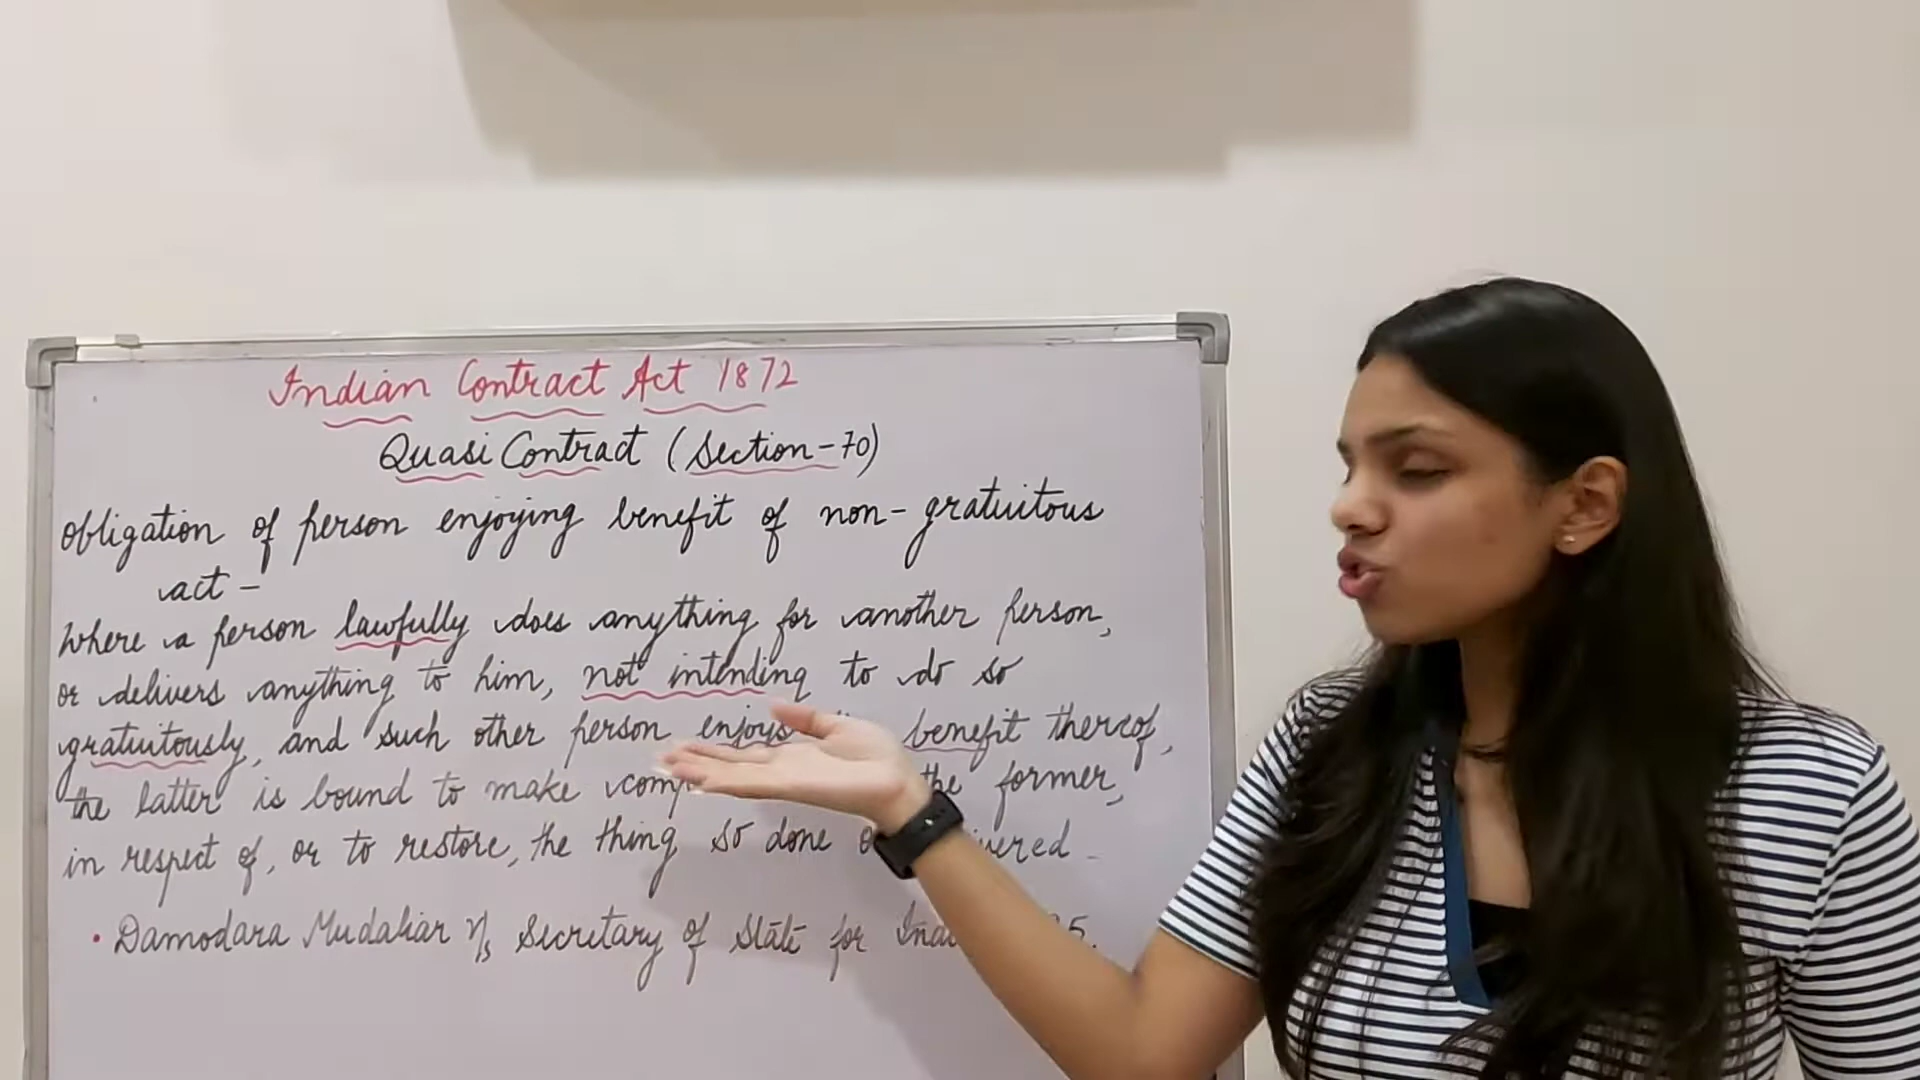 Indian Contract Act 1872
Quasi Contract (Section-70)
Obligation of person enjoying benefit of non-gratuitous
act -
Where a person lawfully does anything for another person,
or delivers anything to him, not intending to do so
gratuitously, and such other person enjoys benefit thereof,
the latter is bound to make the former,
in respect of, or to restore, the thing so done
Damodara Mudaliar v/s Secretary of State for